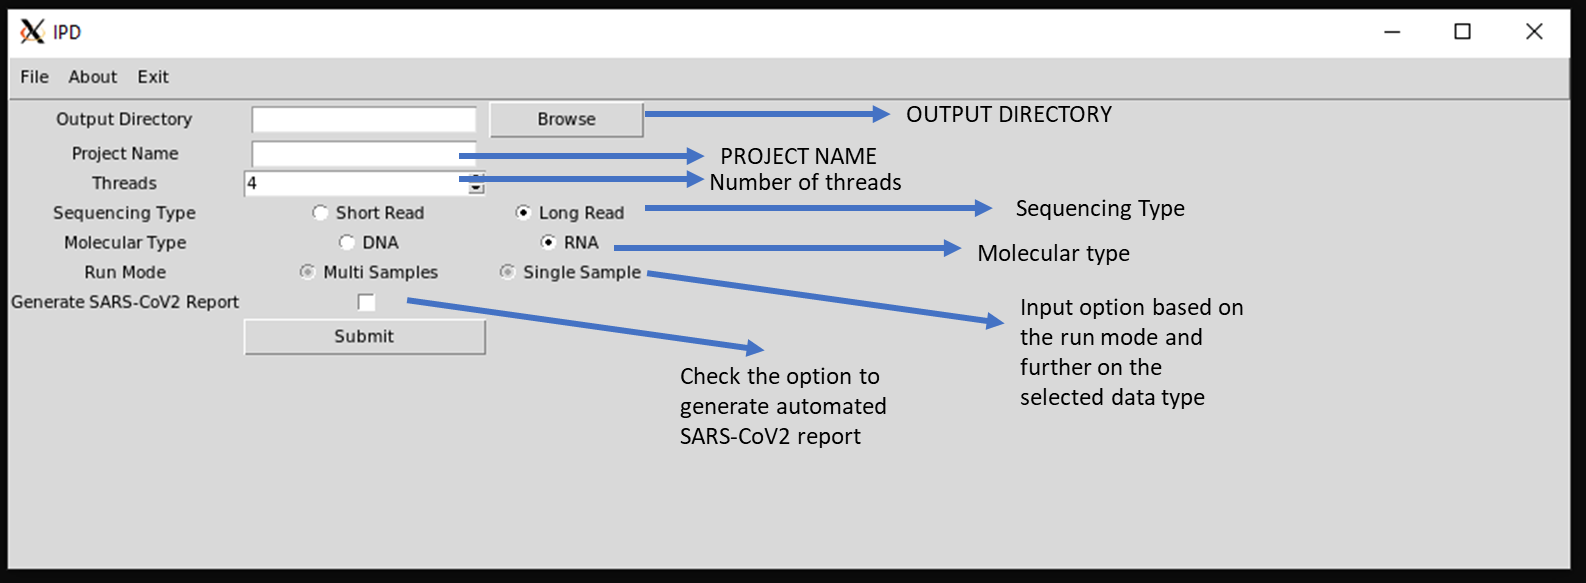 IPD
File About Exit
Output Directory Browse OUTPUT DIRECTORY
Project Name PROJECT NAME
Threads 4 Number of threads
Sequencing Type Short Read Long Read Sequencing Type
Molecular Type DNA RNA Molecular type
Run Mode Multi Samples Single Sample
Generate SARS-CoV2 Report
Submit
Input option based on
the run mode and
further on the
selected data type
Check the option to
generate automated
SARS-CoV2 report